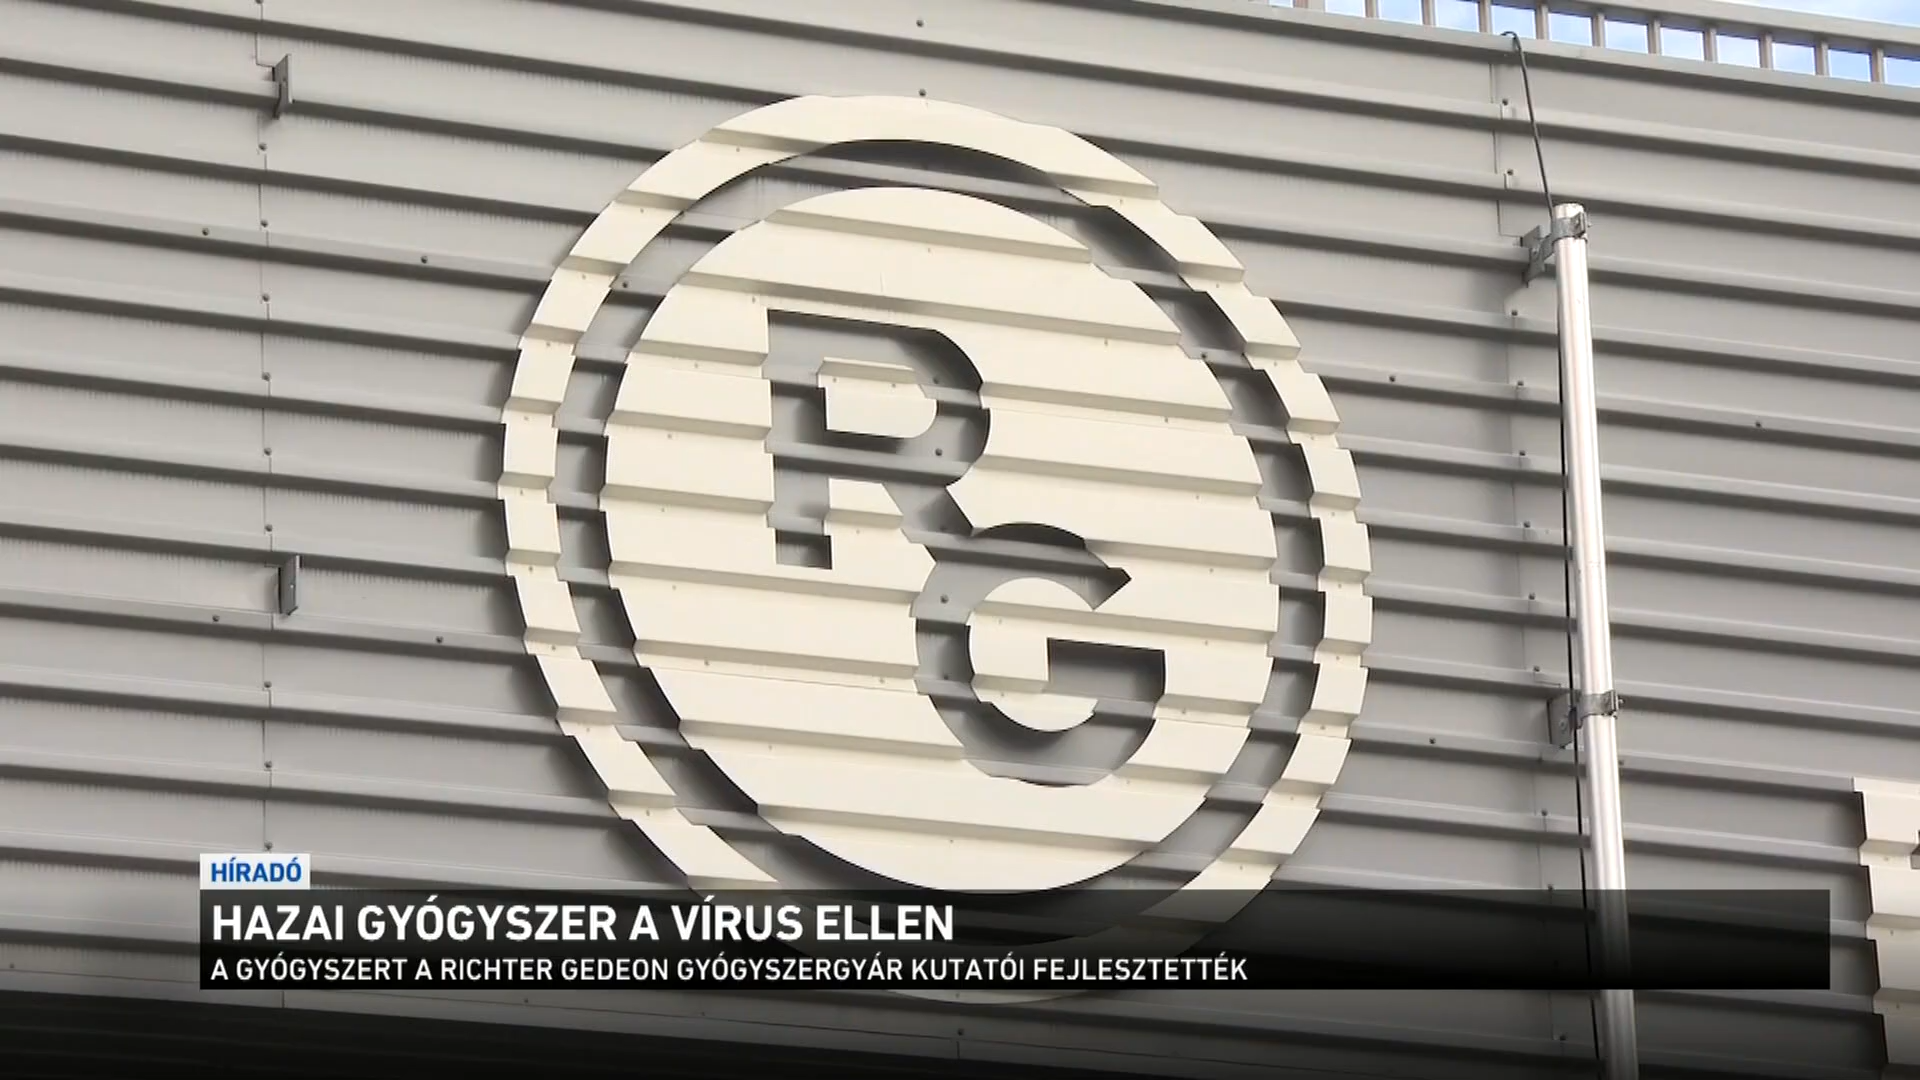 RG
HÍRADÓ
HAZAI GYÓGYSZER A VÍRUS ELLEN
A GYÓGYSZERT A RICHTER GEDEON GYÓGYSZERGYÁR KUTATÓI FEJLESZTETTÉK